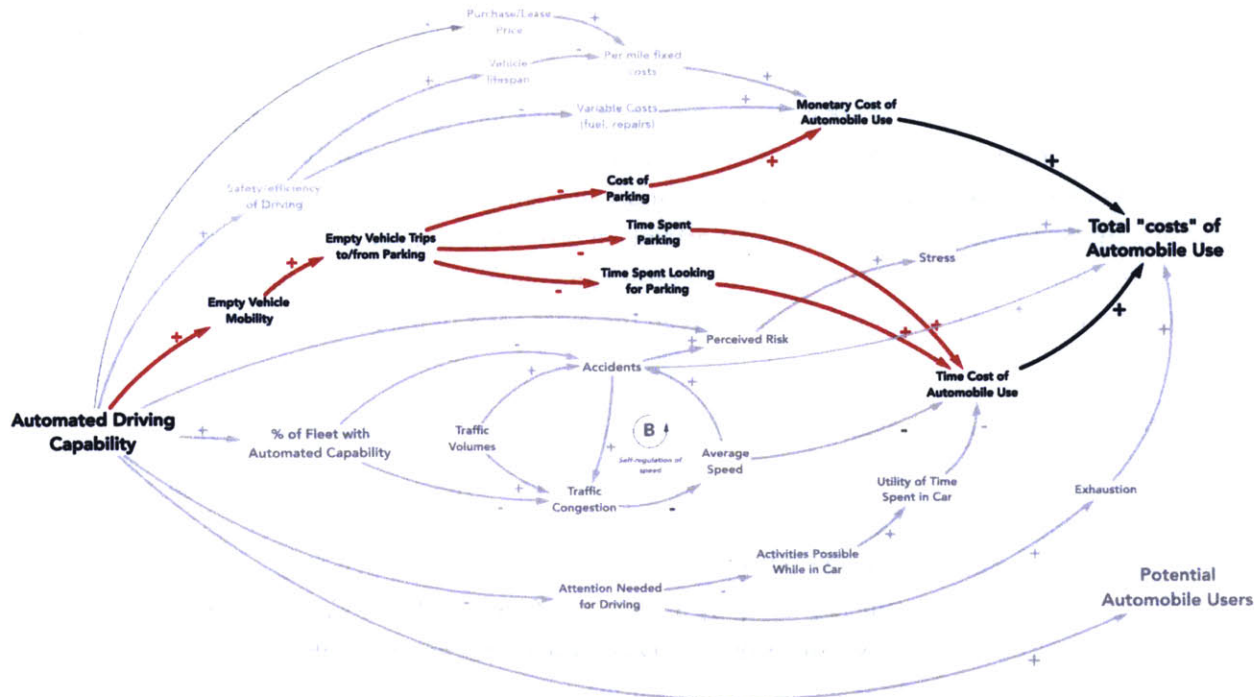 Purchase/Lease
Price
Vehicle
lifespan
Per mile fixed
costs
Variable Costs
(fuel, repairs)
Monetary Cost of
Automobile Use
Safety/efficiency
of Driving
Cost of
Parking
Empty Vehicle Trips
to/from Parking
Time Spent
Parking
Time Spent Looking
for Parking
Total "costs" of
Automobile Use
Stress
Empty Vehicle
Mobility
Perceived Risk
Accidents
Time Cost of
Automobile Use
Automated Driving
Capability
% of Fleet with
Automated Capability
Traffic
Volumes
B
Self-regulation of
speed
Average
Speed
Traffic
Congestion
Utility of Time
Spent in Car
Exhaustion
Activities Possible
While in Car
Attention Needed
for Driving
Potential
Automobile Users